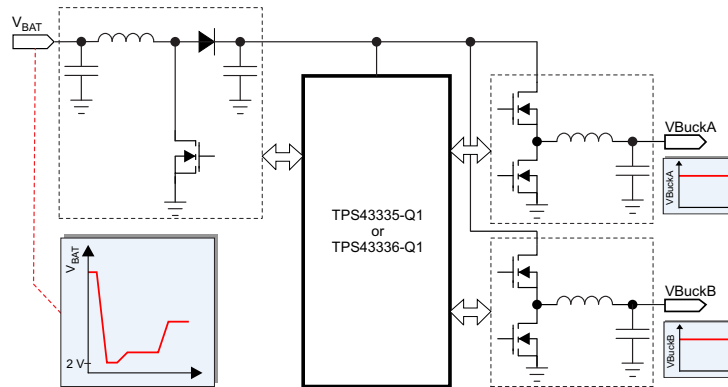 VBAT
TPS43335-Q1
or
TPS43336-Q1
VBuckA
VBuckA
VBAT
2 V
VBuckB
VBuckB